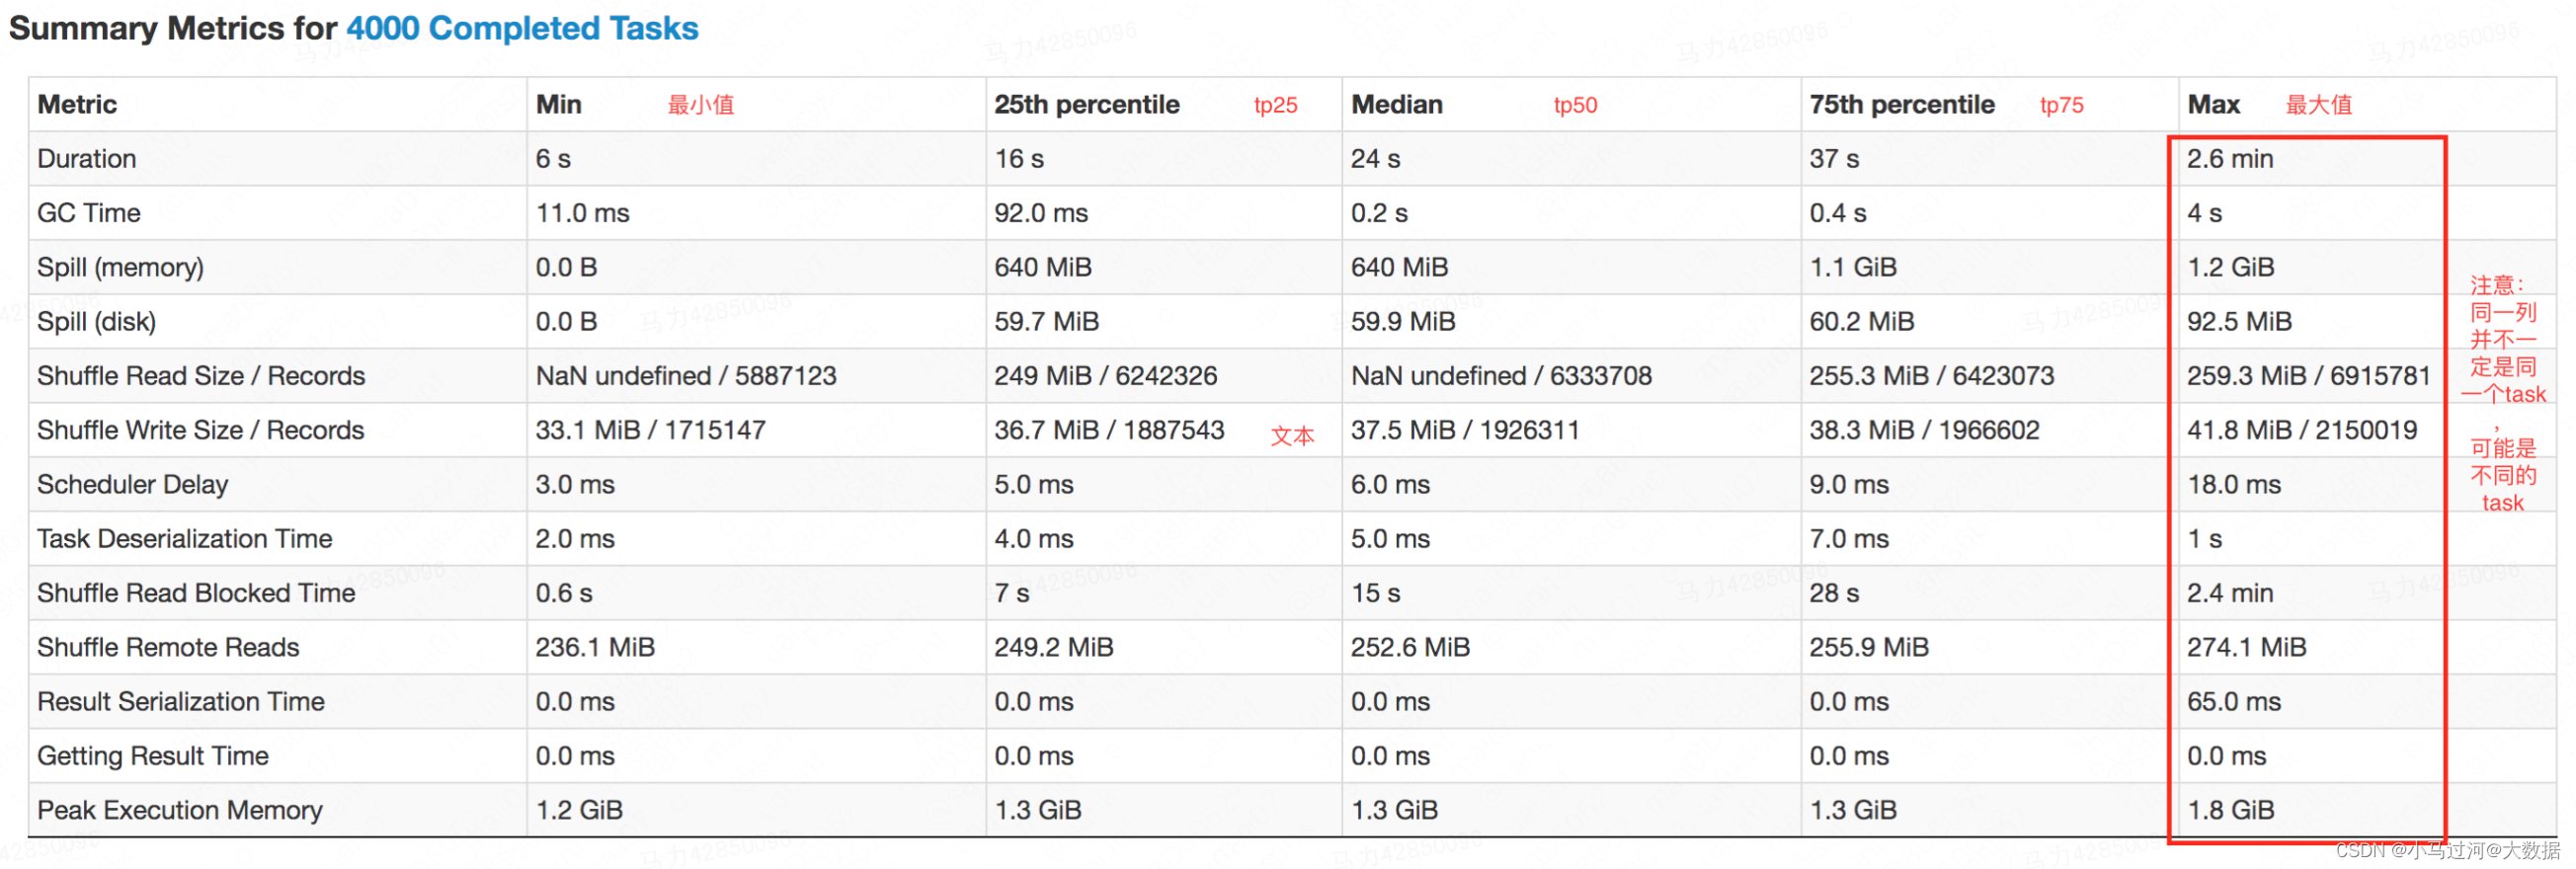 Summary Metrics for 4000 Completed Tasks
Metric Min 最小值 25th percentile tp25 Median tp50 75th percentile tp75 Max 最大值
Duration 6 s 16 s 24 s 37 s 2.6 min
GC Time 11.0 ms 92.0 ms 0.2 s 0.4 s 4 s
Spill (memory) 0.0 B 640 MiB 640 MiB 1.1 GiB 1.2 GiB
Spill (disk) 0.0 B 59.7 MiB 59.9 MiB 60.2 MiB 92.5 MiB
Shuffle Read Size / Records NaN undefined / 5887123 249 MiB / 6242326 NaN undefined / 6333708 255.3 MiB / 6423073 259.3 MiB / 6915781
Shuffle Write Size / Records 33.1 MiB / 1715147 36.7 MiB / 1887543 文本 37.5 MiB / 1926311 38.3 MiB / 1966602 41.8 MiB / 2150019
Scheduler Delay 3.0 ms 5.0 ms 6.0 ms 9.0 ms 18.0 ms
Task Deserialization Time 2.0 ms 4.0 ms 5.0 ms 7.0 ms 1 s
Shuffle Read Blocked Time 0.6 s 7 s 15 s 28 s 2.4 min
Shuffle Remote Reads 236.1 MiB 249.2 MiB 252.6 MiB 255.9 MiB 274.1 MiB
Result Serialization Time 0.0 ms 0.0 ms 0.0 ms 0.0 ms 65.0 ms
Getting Result Time 0.0 ms 0.0 ms 0.0 ms 0.0 ms 0.0 ms
Peak Execution Memory 1.2 GiB 1.3 GiB 1.3 GiB 1.3 GiB 1.8 GiB
注意：
同一列
并不一
定是同
一个task
，
可能是
不同的
task
马力42850096
CSDN @小马过河@大数据